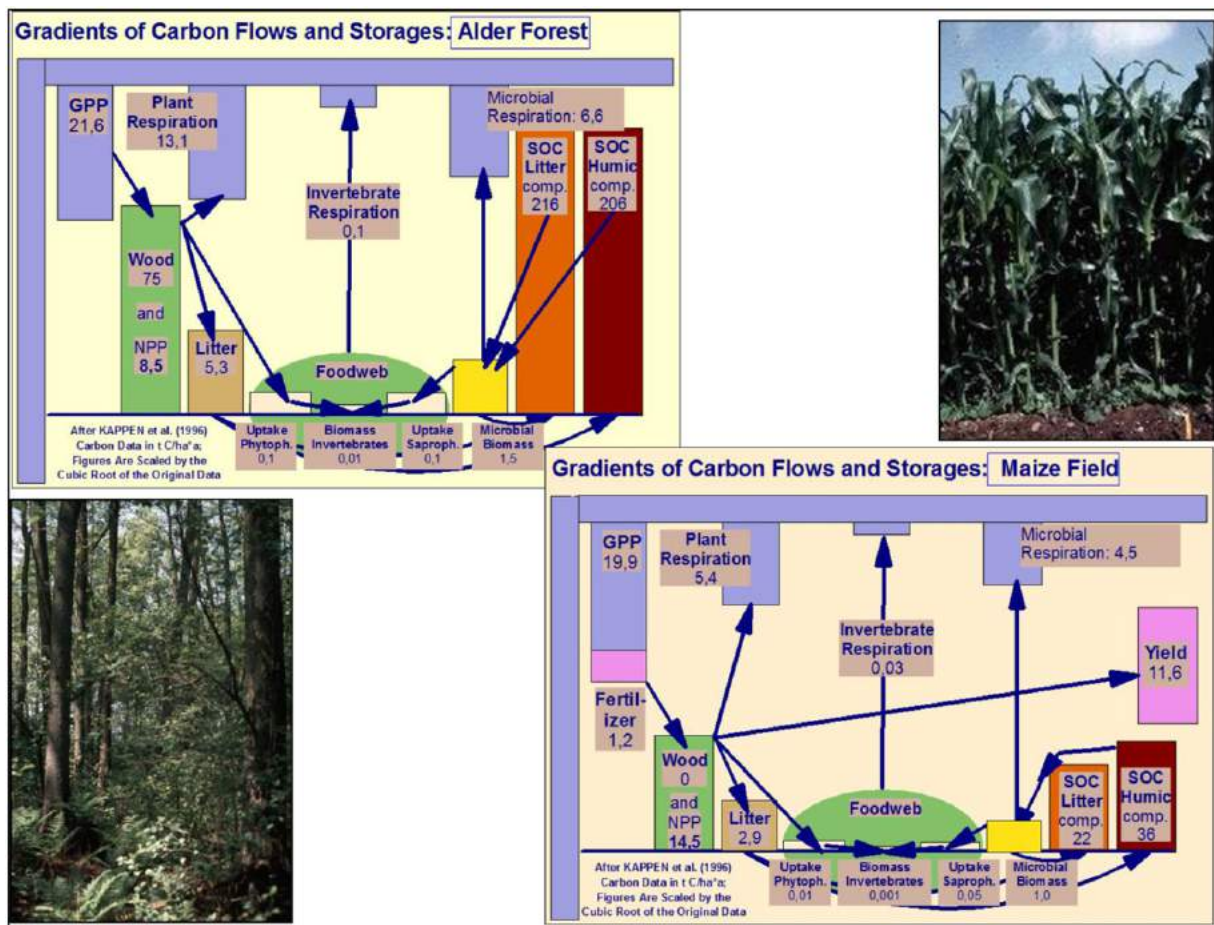 Gradients of Carbon Flows and Storages: Alder Forest
GPP
21,6
Plant
Respiration
13,1
Microbial
Respiration: 6,6
Invertebrate
Respiration
0,1
SOC
Litter
comp.
216
SOC
Humic
comp.
206
Wood
75
and
NPP
8,5
Litter
5,3
Foodweb
After KAPPEN et al. (1996)
Carbon Data in t C/ha*a;
Figures Are Scaled by the
Cubic Root of the Original Data
Uptake
Phytoph.
0,1
Biomass
Invertebrates
0,01
Uptake
Saproph.
0,1
Microbial
Biomass
1,5
Gradients of Carbon Flows and Storages: Maize Field
GPP
19,9
Plant
Respiration
5,4
Microbial
Respiration: 4,5
Invertebrate
Respiration
0,03
Yield
11,6
Fertil-
izer
1,2
Wood
0
and
NPP
14,5
Litter
2,9
Foodweb
SOC
Litter
comp.
22
SOC
Humic
comp.
36
After KAPPEN et al. (1996)
Carbon Data in t C/ha*a;
Figures Are Scaled by the
Cubic Root of the Original Data
Uptake
Phytoph.
0,01
Biomass
Invertebrates
0,001
Uptake
Saproph.
0,05
Microbial
Biomass
1,0